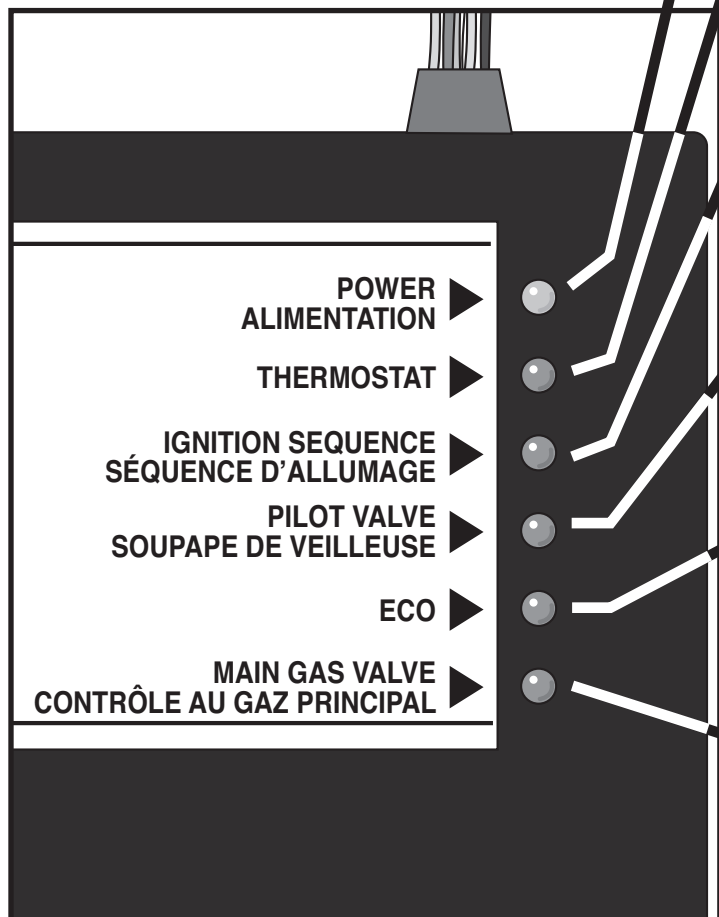 POWER
ALIMENTATION
THERMOSTAT
IGNITION SEQUENCE
SÉQUENCE D’ALLUMAGE
PILOT VALVE
SOUPAPE DE VEILLEUSE
ECO
MAIN GAS VALVE
CONTRÔLE AU GAZ PRINCIPAL